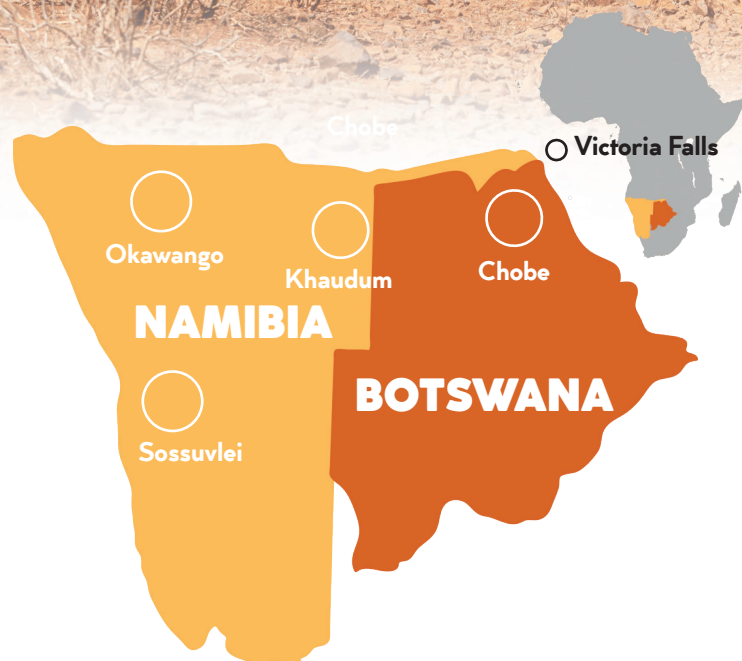 Chobe
Victoria Falls
Okawango
Khaudum
Chobe
NAMIBIA
BOTSWANA
Sossuvlei